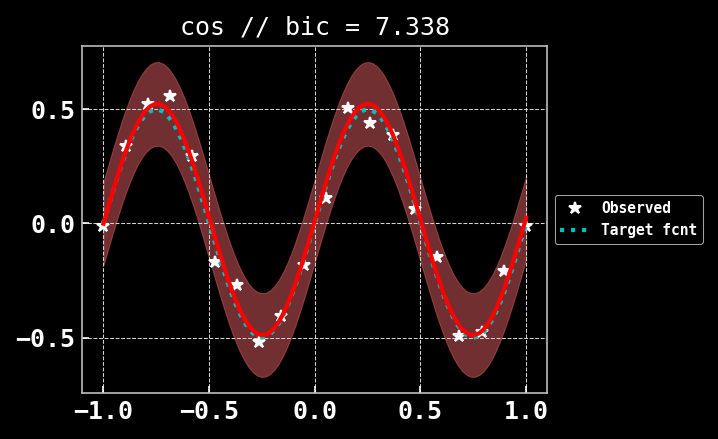 cos // bic = 7.338
0.5
0.0
−0.5
−1.0 −0.5 0.0 0.5 1.0
Observed
Target fcnt